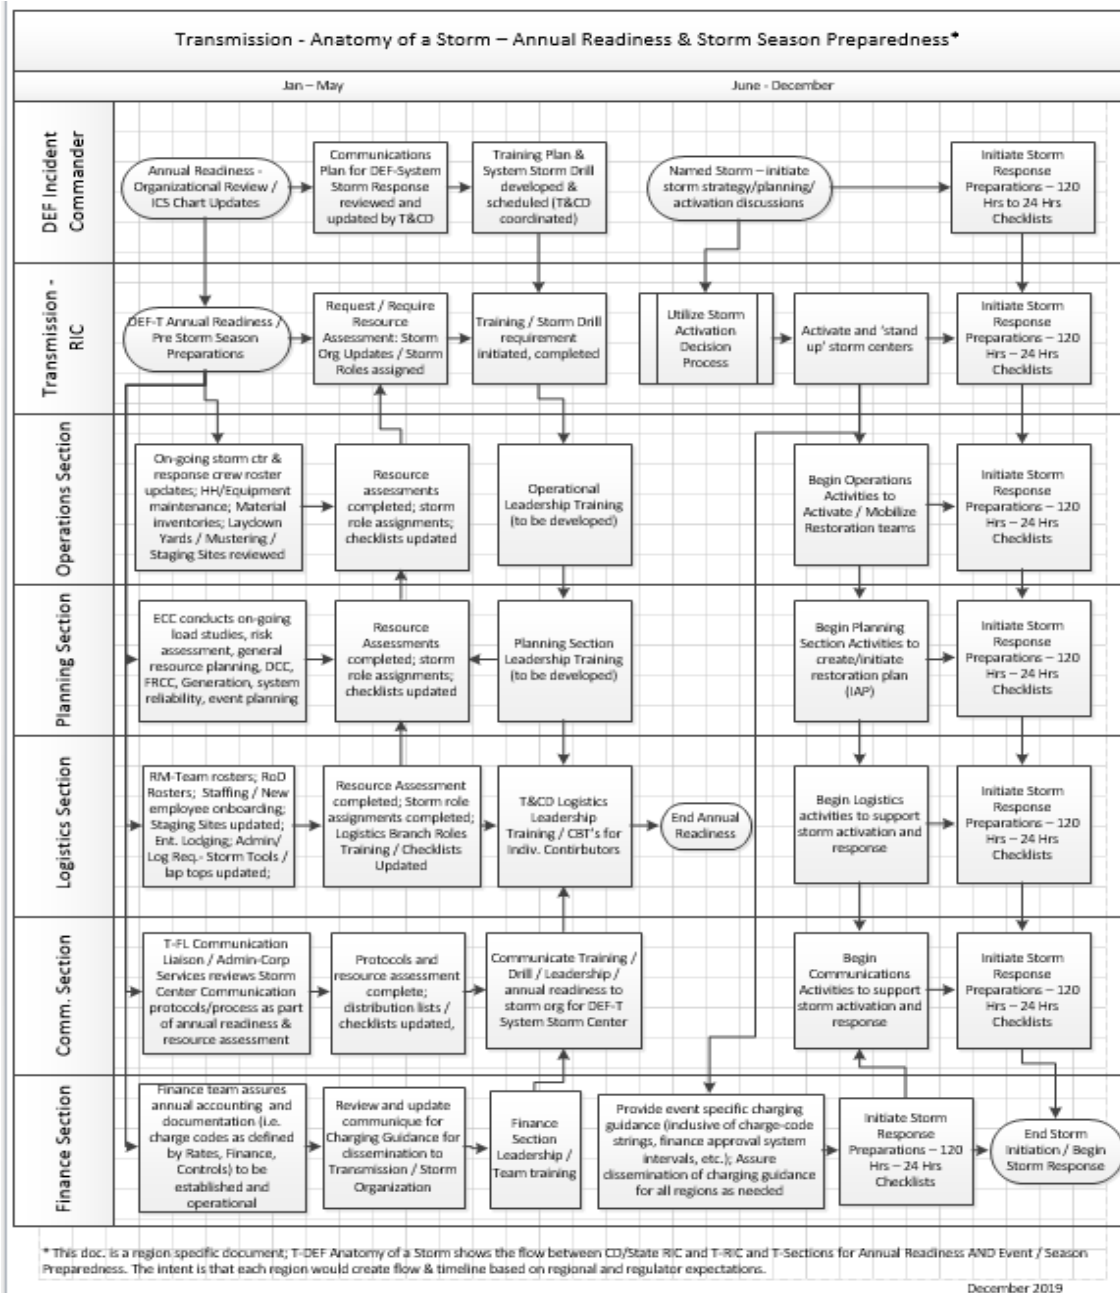 Transmission - Anatomy of a Storm – Annual Readiness & Storm Season Preparedness*
Jan – May
June - December
DEF Incident
Commander
Annual Readiness -
Organizational Review /
ICS Chart Updates
Communications
Plan for DEF-System
Storm Response
reviewed and
updated by T&CD
Training Plan &
System Storm Drill
developed &
scheduled (T&CD
coordinated)
Named Storm – initiate
storm strategy/planning/
activation discussions
Initiate Storm
Response
Preparations – 120
Hrs to 24 Hrs
Checklists
Transmission -
RIC
DEF-T Annual Readiness /
Pre Storm Season
Preparations
Request / Require
Resource
Assessment: Storm
Org Updates / Storm
Roles assigned
Training / Storm Drill
requirement
initiated, completed
Utilize Storm
Activation
Decision
Process
Activate and 'stand
up' storm centers
Initiate Storm
Response
Preparations – 120
Hrs – 24 Hrs
Checklists
Operations Section
On-going storm ctr &
response crew roster
updates; HH/Equipment
maintenance; Material
inventories; Laydown
Yards / Mustering /
Staging Sites reviewed
Resource
assessments
completed; storm
role assignments;
checklists updated
Operational
Leadership Training
(to be developed)
Begin Operations
Activities to
Activate / Mobilize
Restoration teams
Initiate Storm
Response
Preparations – 120
Hrs – 24 Hrs
Checklists
Planning Section
ECC conducts on-going
load studies, risk
assessment, general
resource planning, DCC,
FRCC, Generation, system
reliability, event planning
Resource
Assessments
completed; storm
role assignments;
checklists updated
Planning Section
Leadership Training
(to be developed)
Begin Planning
Section Activities to
create/initiate
restoration plan
(IAP)
Initiate Storm
Response
Preparations – 120
Hrs – 24 Hrs
Checklists
Logistics Section
RM-Team rosters; RoD
Rosters; Staffing / New
employee onboarding;
Staging Sites updated;
Ent. Lodging; Admin/
Log Req.- Storm Tools /
lap tops updated;
Resource Assessment
completed; Storm role
assignments completed;
Logistics Branch Roles
Training / Checklists
Updated
T&CD Logistics
Leadership
Training / CBT's for
Indiv. Contirbutors
End Annual
Readiness
Begin Logistics
activities to support
storm activation and
response
Initiate Storm
Response
Preparations – 120
Hrs – 24 Hrs
Checklists
Comm. Section
T-FL Communication
Liaison / Admin-Corp
Services reviews Storm
Center Communication
protocols/process as part
of annual readiness &
resource assessment
Protocols and
resource assessment
complete;
distribution lists /
checklists updated,
Communicate Training /
Drill / Leadership /
annual readiness to
storm org for DEF-T
System Storm Center
Begin
Communications
Activities to support
storm activation and
response
Initiate Storm
Response
Preparations – 120
Hrs – 24 Hrs
Checklists
Finance Section
Finance team assures
annual accounting and
documentation (i.e.
charge codes as defined
by Rates, Finance,
Controls) to be
established and
operational
Review and update
communique for
Charging Guidance for
dissemination to
Transmission / Storm
Organization
Finance
Section
Leadership /
Team training
Provide event specific charging
guidance (inclusive of charge-code
strings, finance approval system
intervals, etc.); Assure
dissemination of charging guidance
for all regions as needed
Initiate Storm
Response
Preparations – 120
Hrs – 24 Hrs
Checklists
End Storm
Initiation / Begin
Storm Response
* This doc. is a region specific document; T-DEF Anatomy of a Storm shows the flow between CD/State RIC and T-RIC and T-Sections for Annual Readiness AND Event / Season
Preparedness. The intent is that each region would create flow & timeline based on regional and regulator expectations.
December 2019